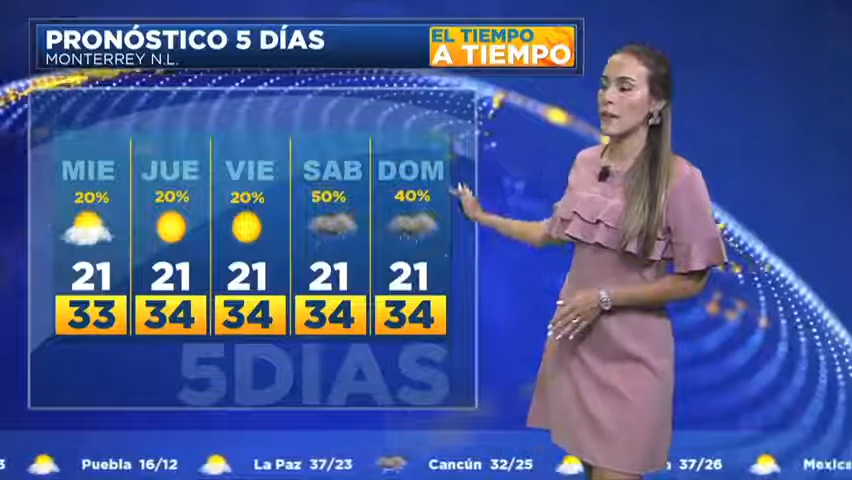 PRONÓSTICO 5 DÍAS
MONTERREY N.L.
EL TIEMPO
A TIEMPO
MIE JUE VIE SAB DOM
20% 20% 20% 50% 40%
21 21 21 21 21
33 34 34 34 34
5DIAS
3 Puebla 16/12 La Paz 37/23 Cancún 32/25 37/26 Mexic